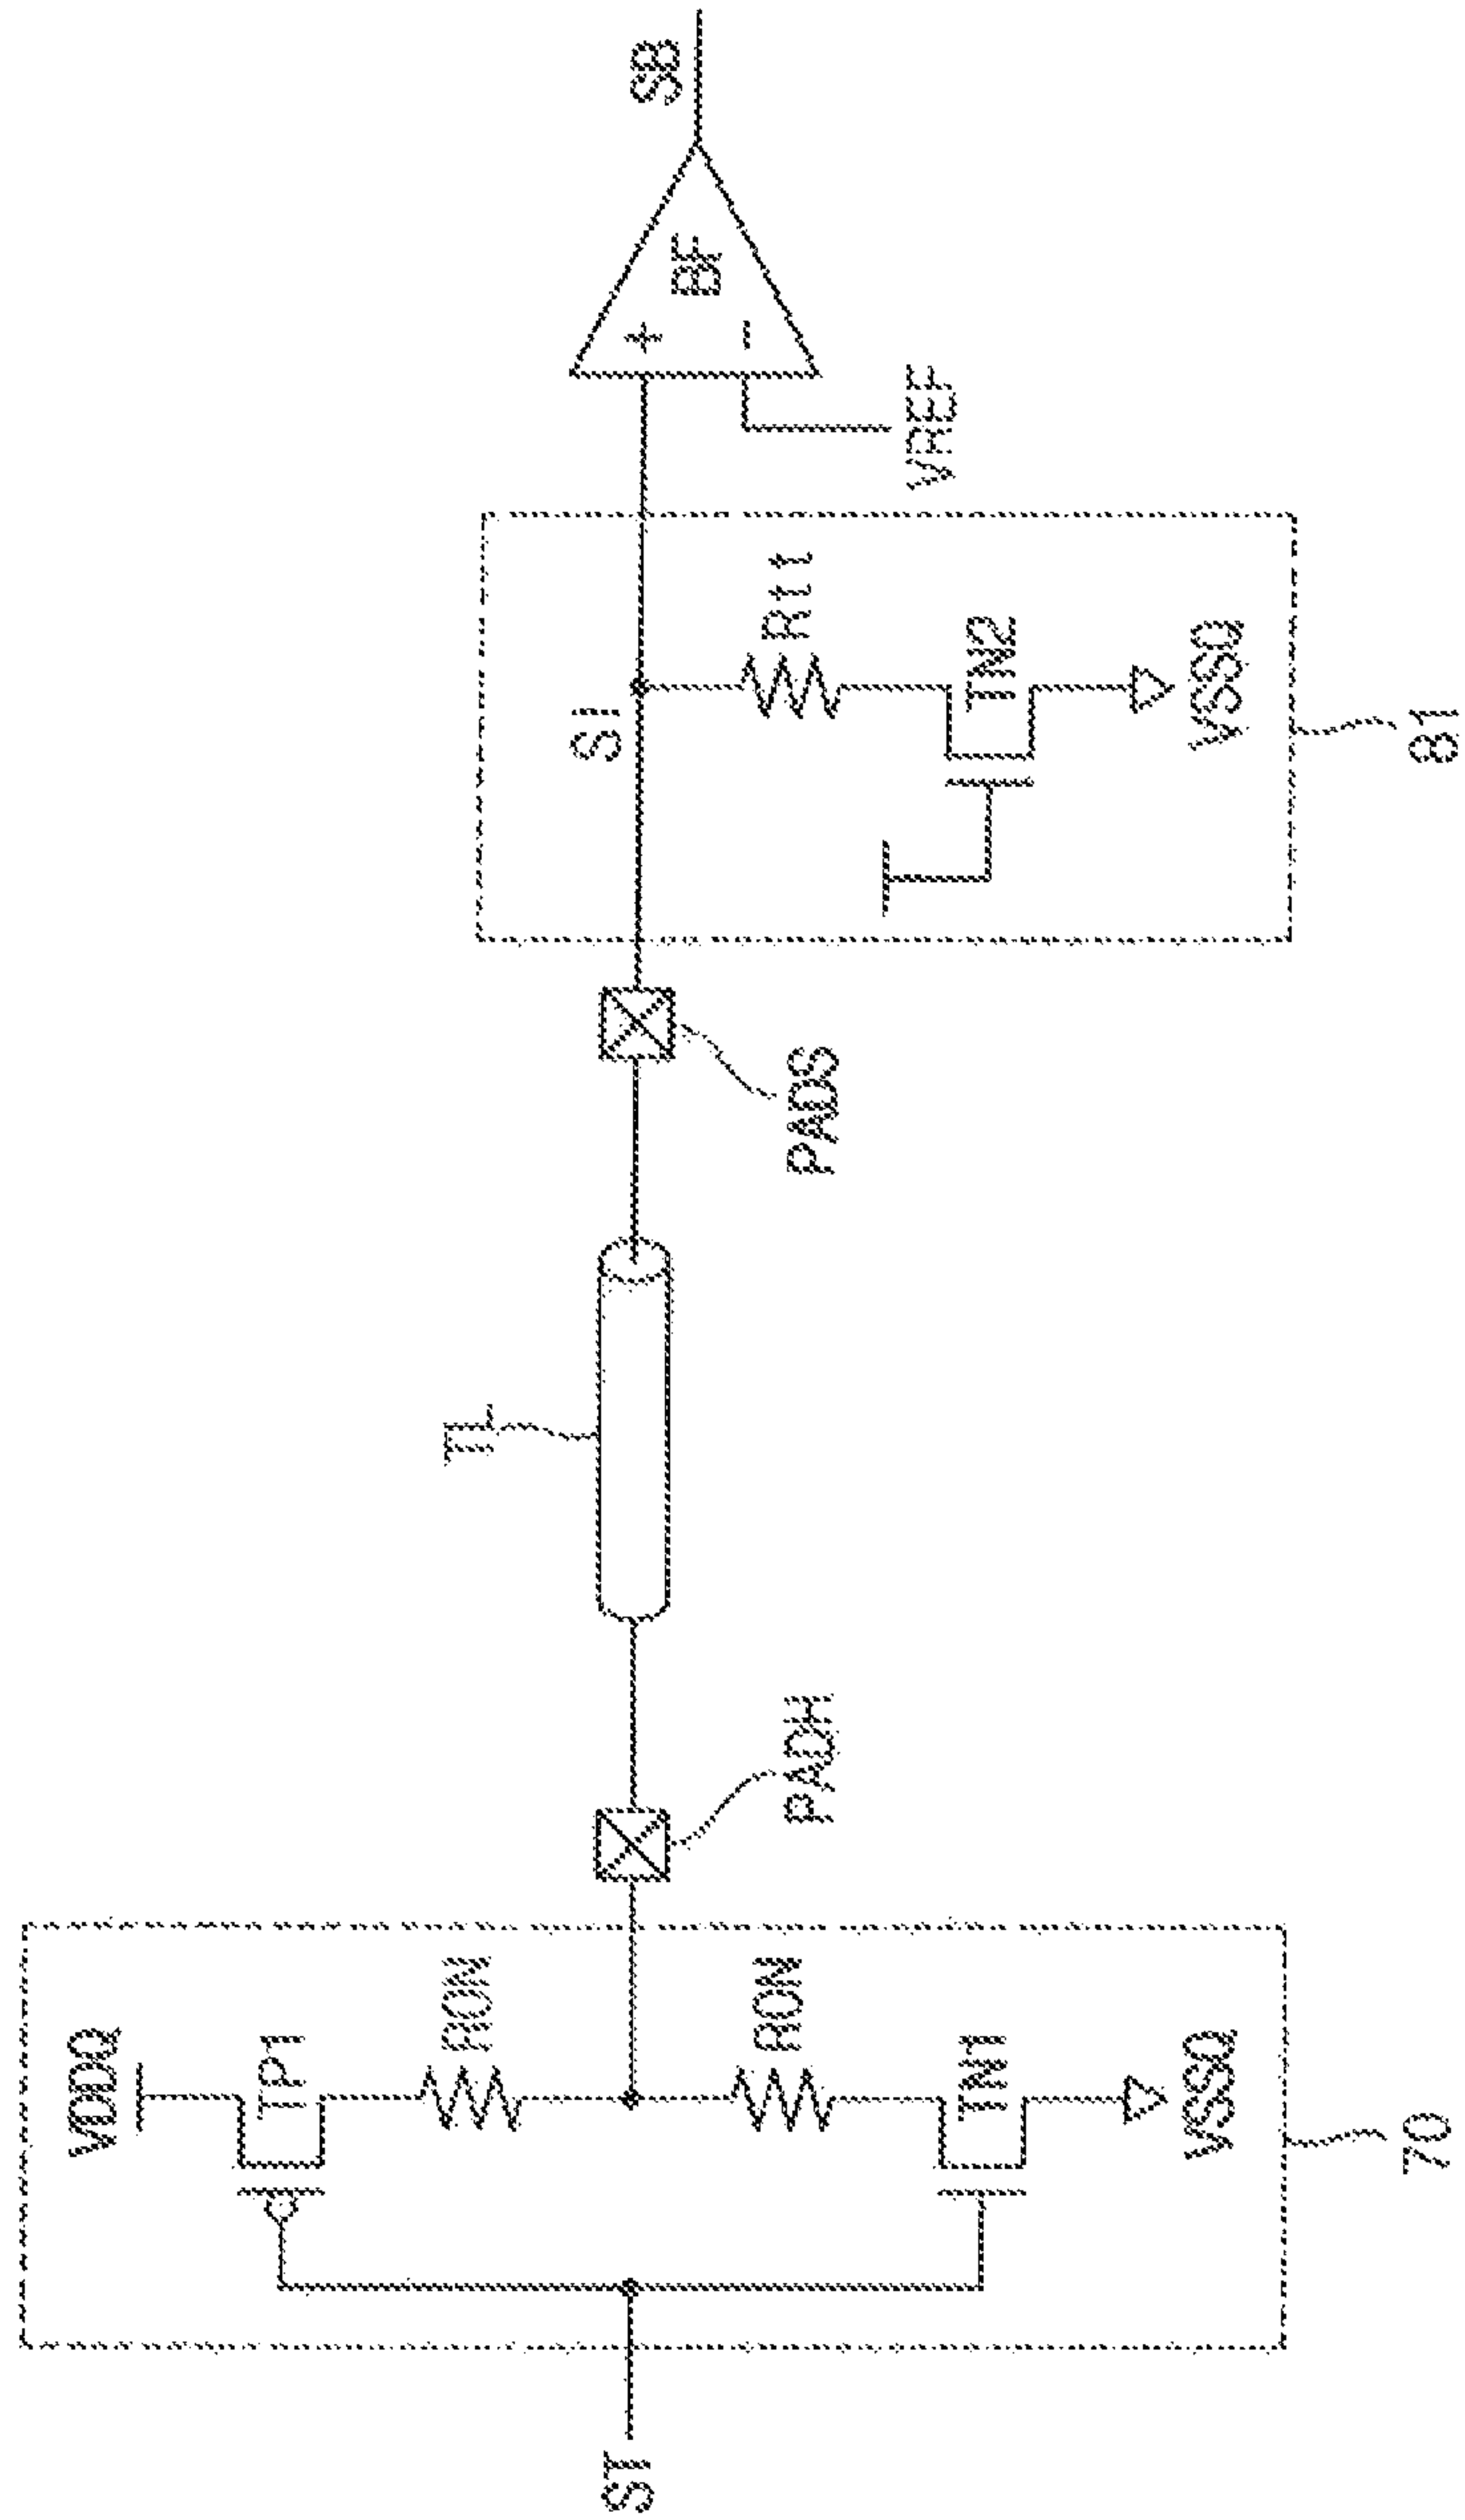 VDDQ
TP1
RON
ST
RON
TN1
VSSQ
70
PADH
TL
PADS
SI
Rtt
TN2
VSSQ
81
+
BF
-
SB
VREF